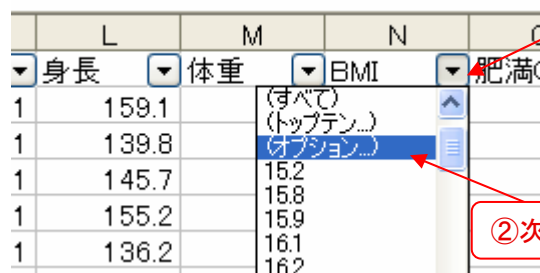 L M N
身長 体重 BMI 肥満
1 159.1 (すべて)
(トップテン...)
1 139.8 (オプション...)
1 145.7 15.2
15.8
1 155.2 15.9
16.1
1 136.2 16.2
②次